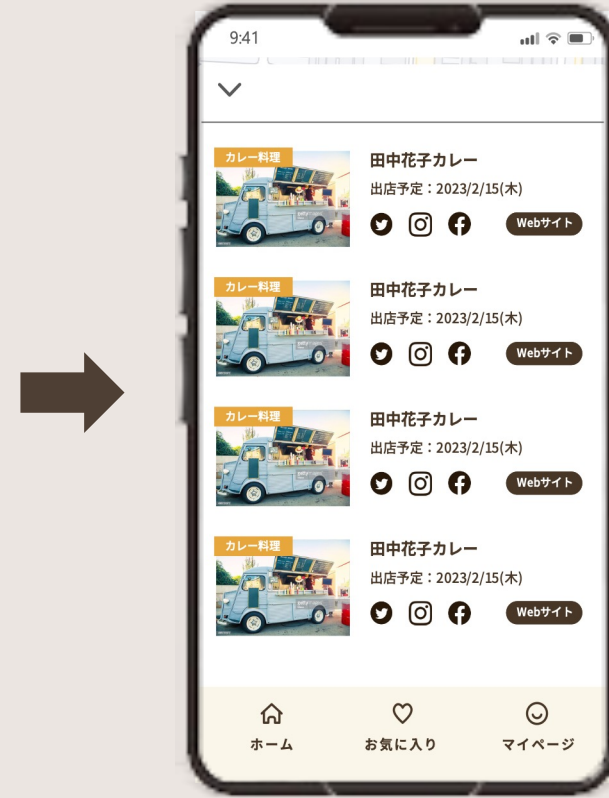 9:41
カレー料理
田中花子カレー
出店予定：2023/2/15(木)
Webサイト
カレー料理
田中花子カレー
出店予定：2023/2/15(木)
Webサイト
カレー料理
田中花子カレー
出店予定：2023/2/15(木)
Webサイト
カレー料理
田中花子カレー
出店予定：2023/2/15(木)
Webサイト
ホーム
お気に入り
マイページ